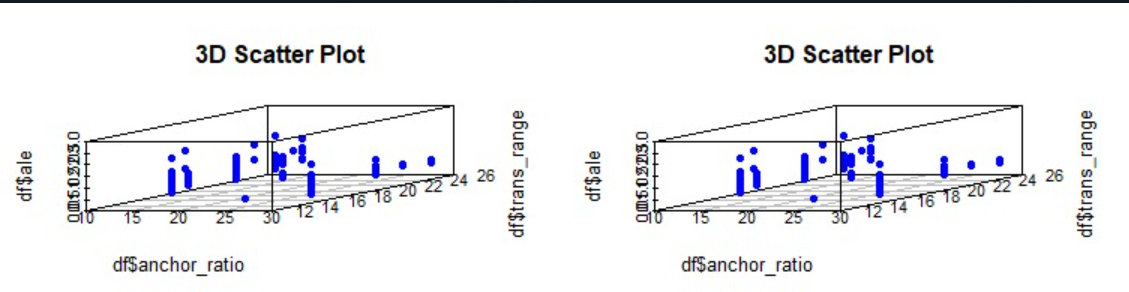 3D Scatter Plot
df$ale
10 15 20 25 30
12 14 16 18 20 22 24 26
df$trans_range
df$anchor_ratio
3D Scatter Plot
df$ale
10 15 20 25 30
12 14 16 18 20 22 24 26
df$trans_range
df$anchor_ratio